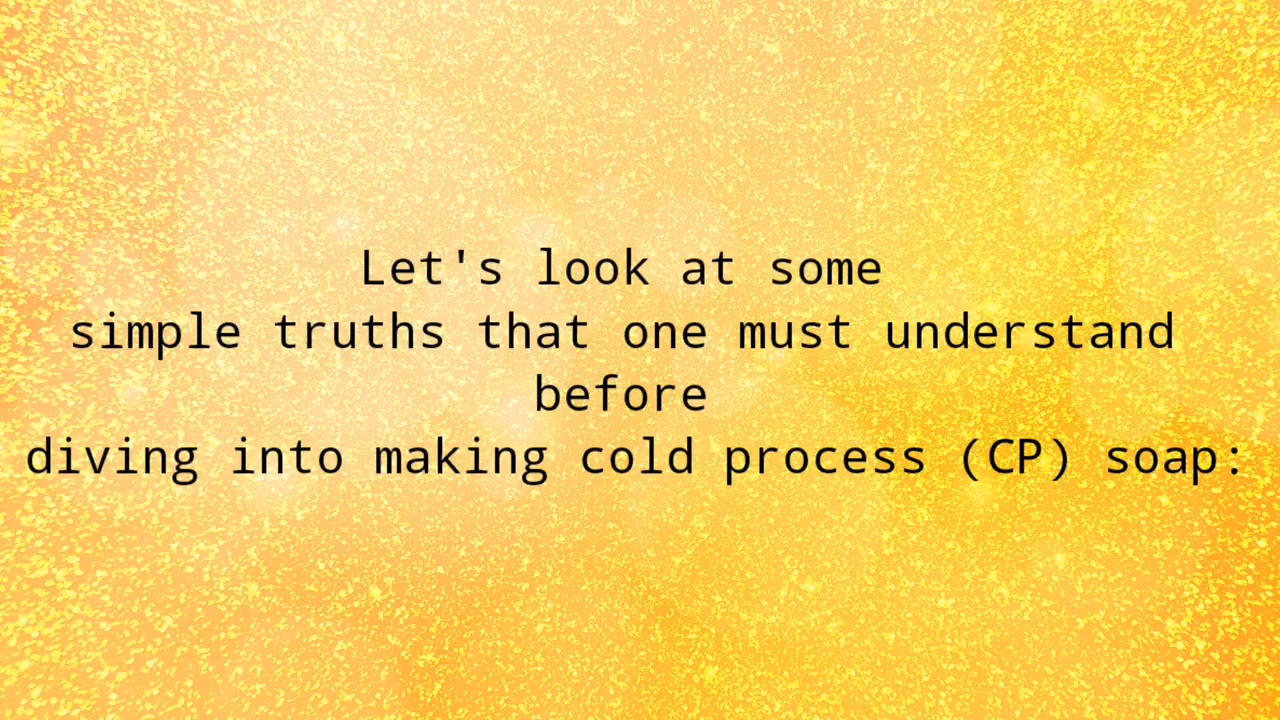 Let's look at some
simple truths that one must understand
before
diving into making cold process (CP) soap: